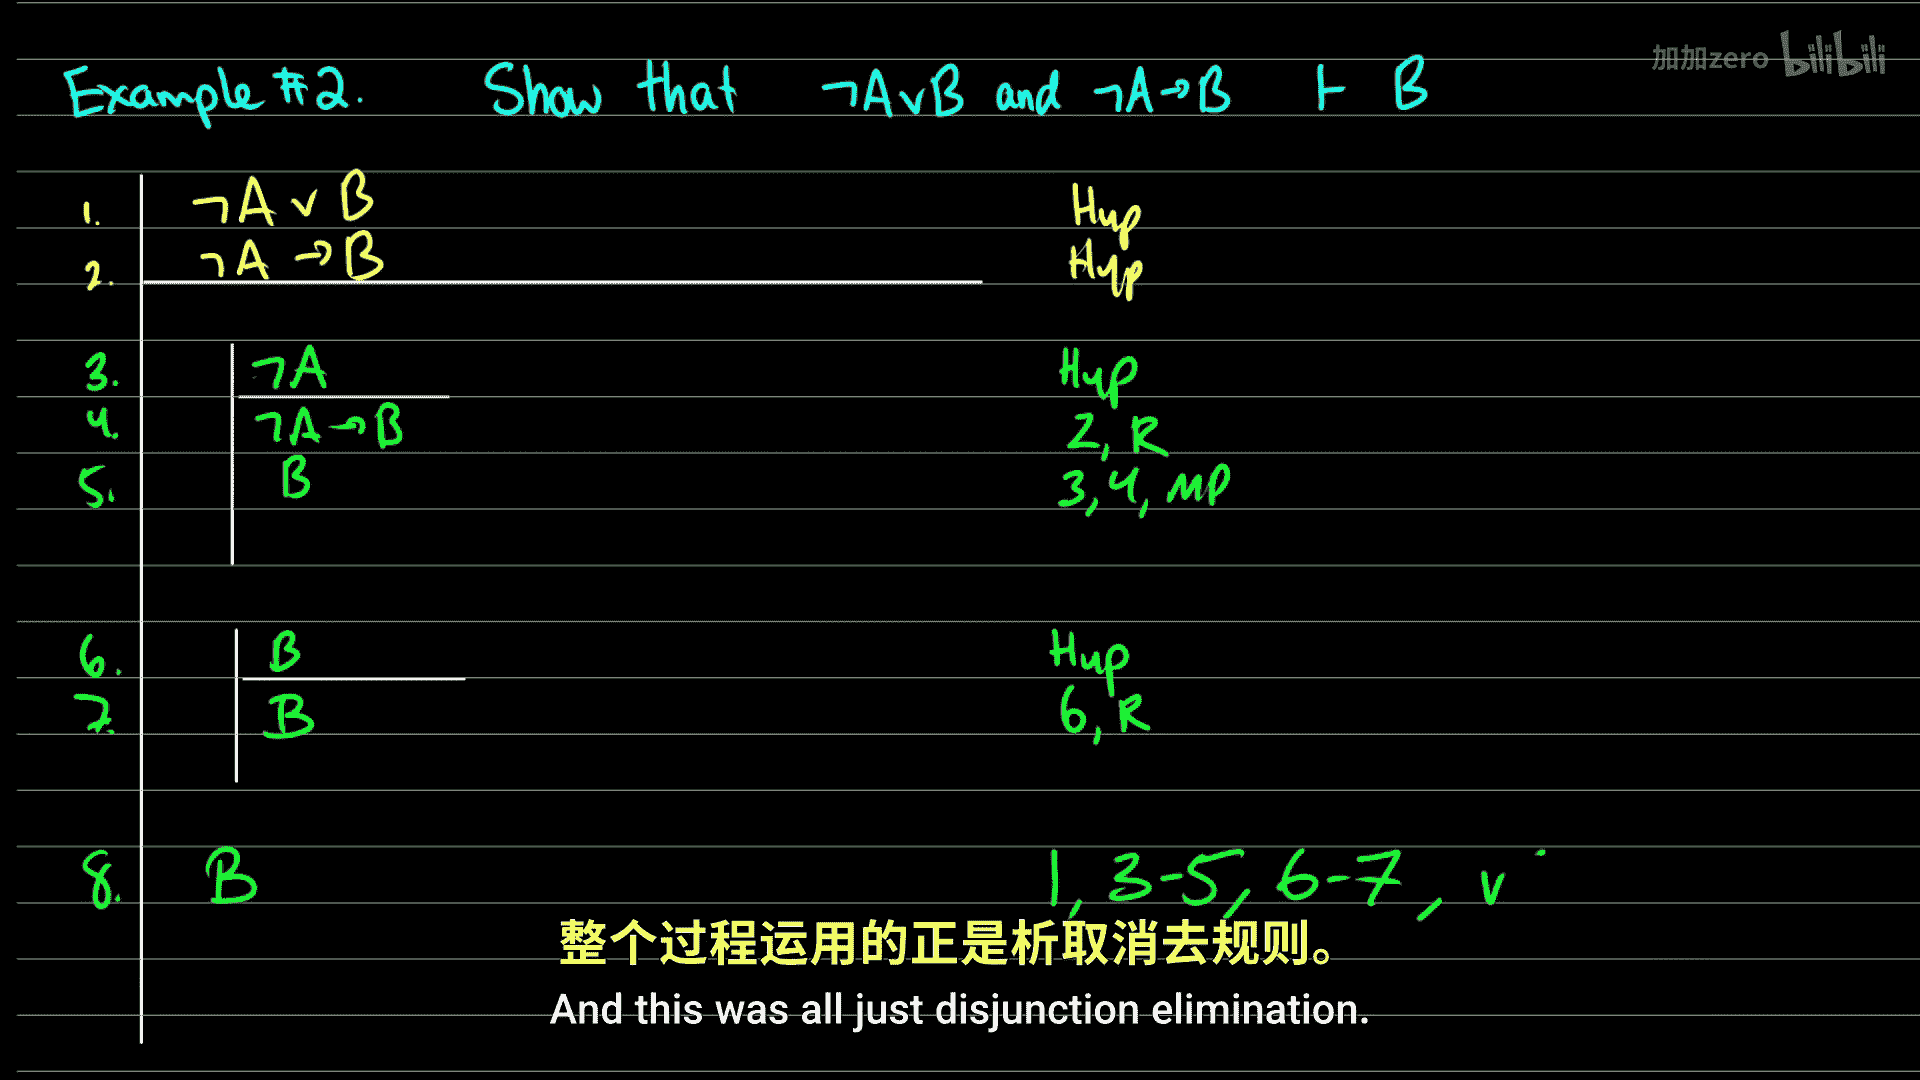 加加zero bilibili
Example #2. Show that ¬A∨B and ¬A→B ⊢ B
1. ¬A∨B Hyp
2. ¬A→B Hyp
3. ¬A Hyp
4. ¬A→B 2, R
5. B 3,4, MP
6. B Hyp
7. B 6, R
8. B 1, 3-5, 6-7, ∨
整个过程运用的正是析取消去规则。
And this was all just disjunction elimination.